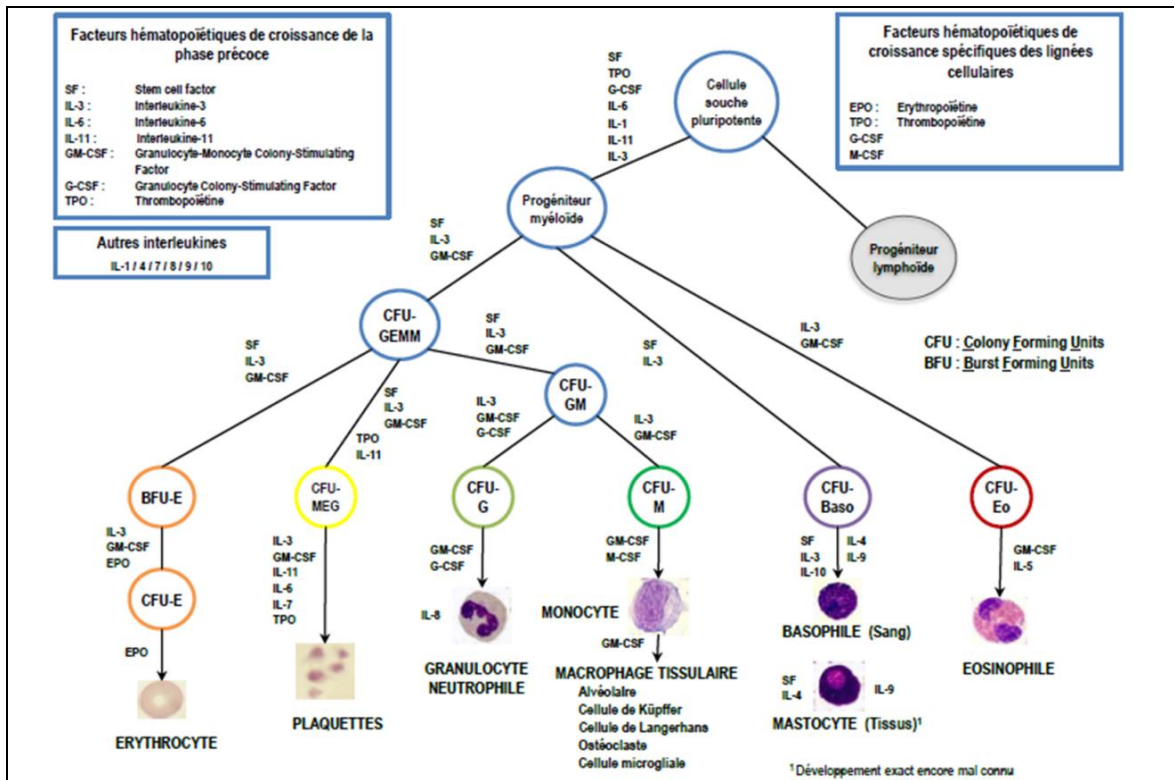 Facteurs hématopoïétiques de croissance de la
phase précoce
SF : Stem cell factor
IL-3 : Interleukine-3
IL-6 : Interleukine-6
IL-11 : Interleukine-11
GM-CSF : Granulocyte-Monocyte Colony-Stimulating
Factor
G-CSF : Granulocyte Colony-Stimulating Factor
TPO : Thrombopoïétine
Autres interleukines
IL-1 / 4 / 7 / 8 / 9 / 10
SF
TPO
G-CSF
IL-6
IL-1
IL-11
IL-3
Cellule
souche
pluripotente
Facteurs hématopoïétiques de
croissance spécifiques des lignées
cellulaires
EPO : Erythropoïétine
TPO : Thrombopoïétine
G-CSF
M-CSF
Progéniteur
myéloïde
Progéniteur
lymphoïde
SF
IL-3
GM-CSF
CFU-
GEMM
SF
IL-3
GM-CSF
SF
IL-3
GM-CSF
SF
IL-3
IL-3
GM-CSF
CFU : Colony Forming Units
BFU : Burst Forming Units
CFU-
GM
SF
IL-3
GM-CSF
TPO
IL-11
IL-3
GM-CSF
G-CSF
IL-3
GM-CSF
BFU-E
CFU-
MEG
CFU-
G
CFU-
M
CFU-
Baso
CFU-
Eo
IL-3
GM-CSF
EPO
CFU-E
EPO
ERYTHROCYTE
IL-3
GM-CSF
IL-11
IL-6
IL-7
TPO
PLAQUETTES
GM-CSF
G-CSF
IL-8
GRANULOCYTE
NEUTROPHILE
GM-CSF
M-CSF
MONOCYTE
GM-CSF
MACROPHAGE TISSULAIRE
Alvéolaire
Cellule de Küpffer
Cellule de Langerhans
Ostéoclaste
Cellule microgliale
SF IL-4
IL-3 IL-9
IL-10
BASOPHILE (Sang)
SF
IL-4
IL-9
MASTOCYTE (Tissus)¹
GM-CSF
IL-5
EOSINOPHILE
¹ Développement exact encore mal connu